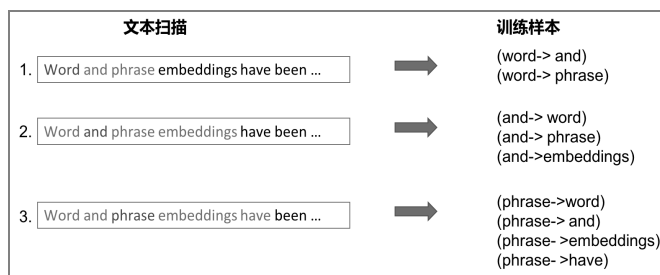 文本扫描 训练样本
1. Word and phrase embeddings have been ...
(word-> and)
(word-> phrase)
2. Word and phrase embeddings have been ...
(and-> word)
(and-> phrase)
(and->embeddings)
3. Word and phrase embeddings have been ...
(phrase->word)
(phrase-> and)
(phrase- >embeddings)
(phrase- >have)